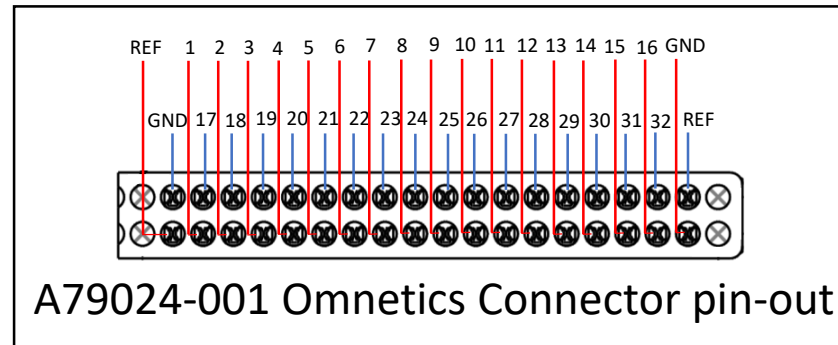 REF 1 2 3 4 5 6 7 8 9 10 11 12 13 14 15 16 GND
GND 17 18 19 20 21 22 23 24 25 26 27 28 29 30 31 32 REF
A79024-001 Omnetics Connector pin-out